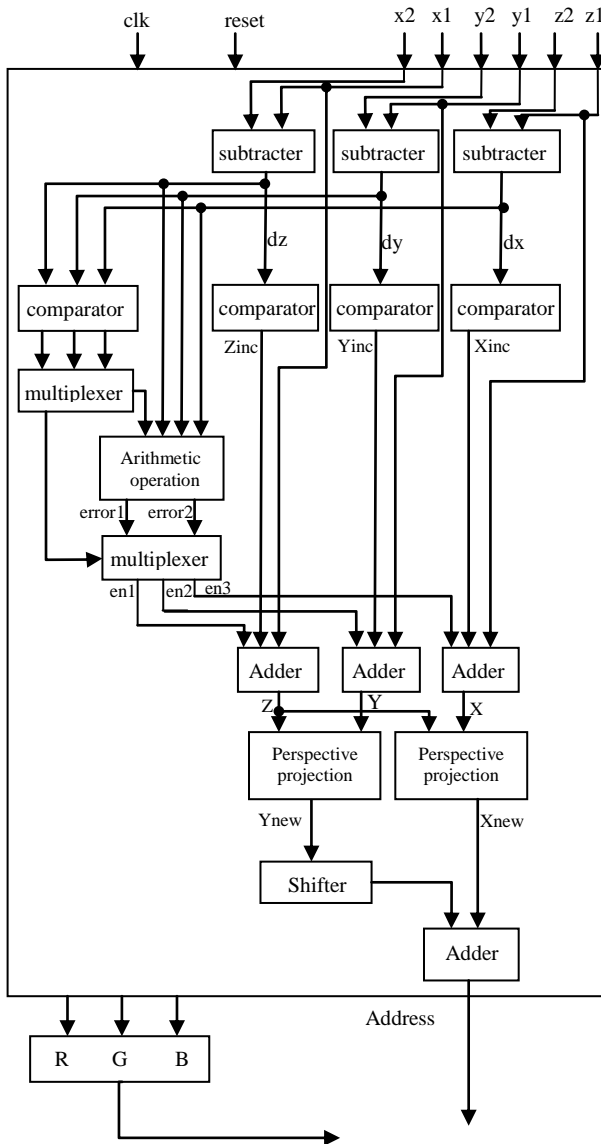 clk reset x2 x1 y2 y1 z2 z1
subtracter subtracter subtracter
dz dy dx
comparator comparator comparator comparator
Zinc Yinc Xinc
multiplexer
Arithmetic
operation
error1 error2
multiplexer
en1 en2 en3
Adder Adder Adder
Z Y X
Perspective
projection
Perspective
projection
Ynew Xnew
Shifter
Adder
Address
R G B